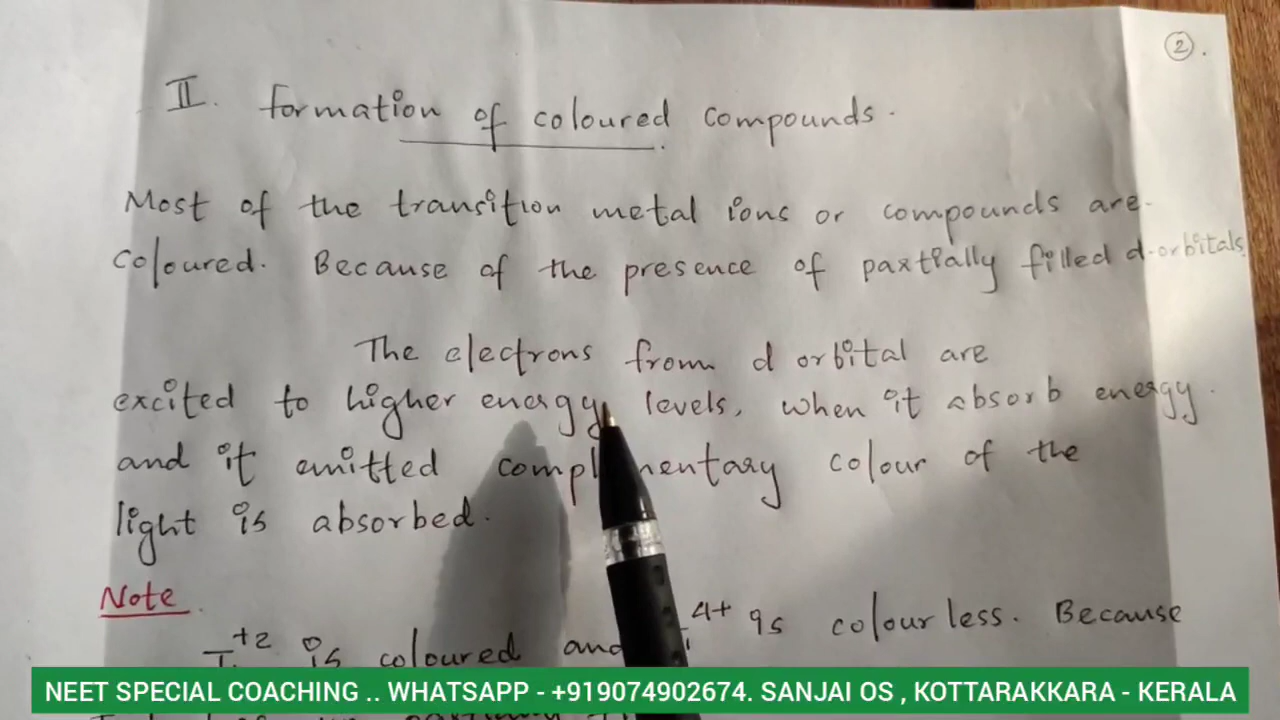 2.
II. Formation of coloured compounds.
Most of the transition metal ions or compounds are
coloured. Because of the presence of partially filled d-orbitals
The electrons from d orbital are
excited to higher energy levels, when it absorb energy.
and it emitted complementary colour of the
light is absorbed.
Note
Ti+2 is coloured and 4+ is colourless. Because
NEET SPECIAL COACHING .. WHATSAPP - +919074902674. SANJAI OS , KOTTARAKKARA - KERALA